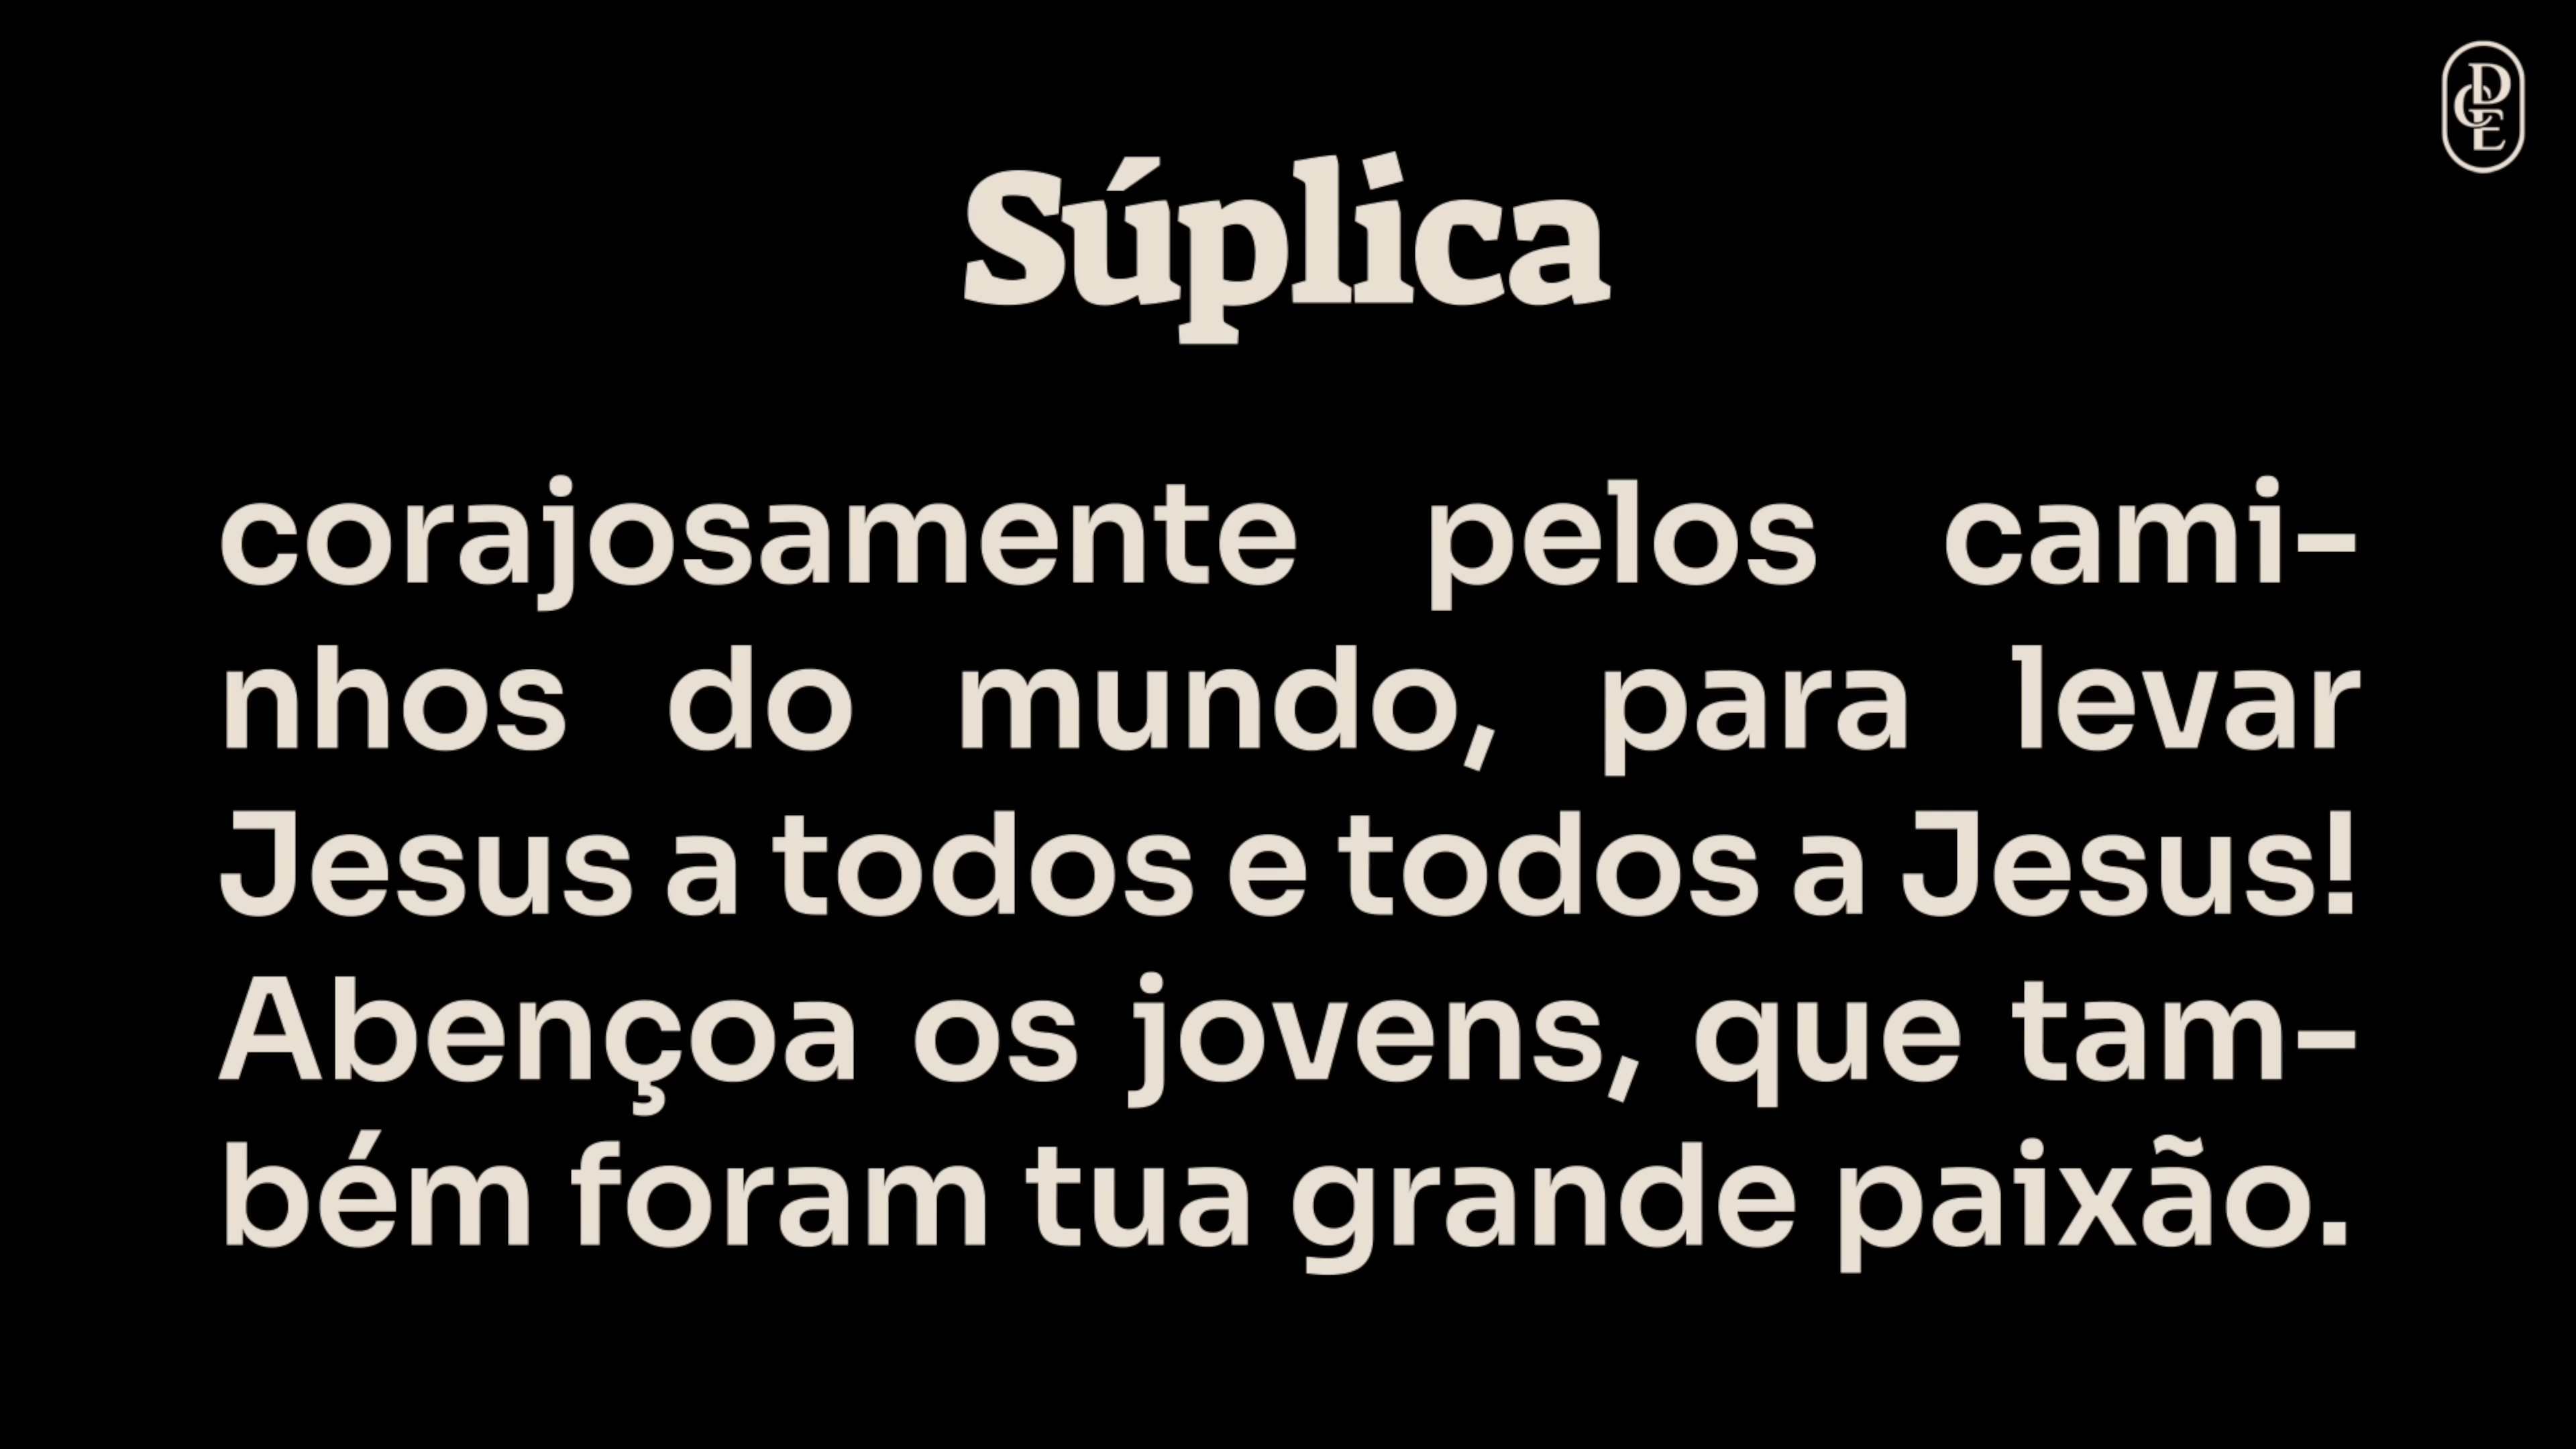 DCE
Súplica
corajosamente pelos cami-
nhos do mundo, para levar
Jesus a todos e todos a Jesus!
Abençoa os jovens, que tam-
bém foram tua grande paixão.